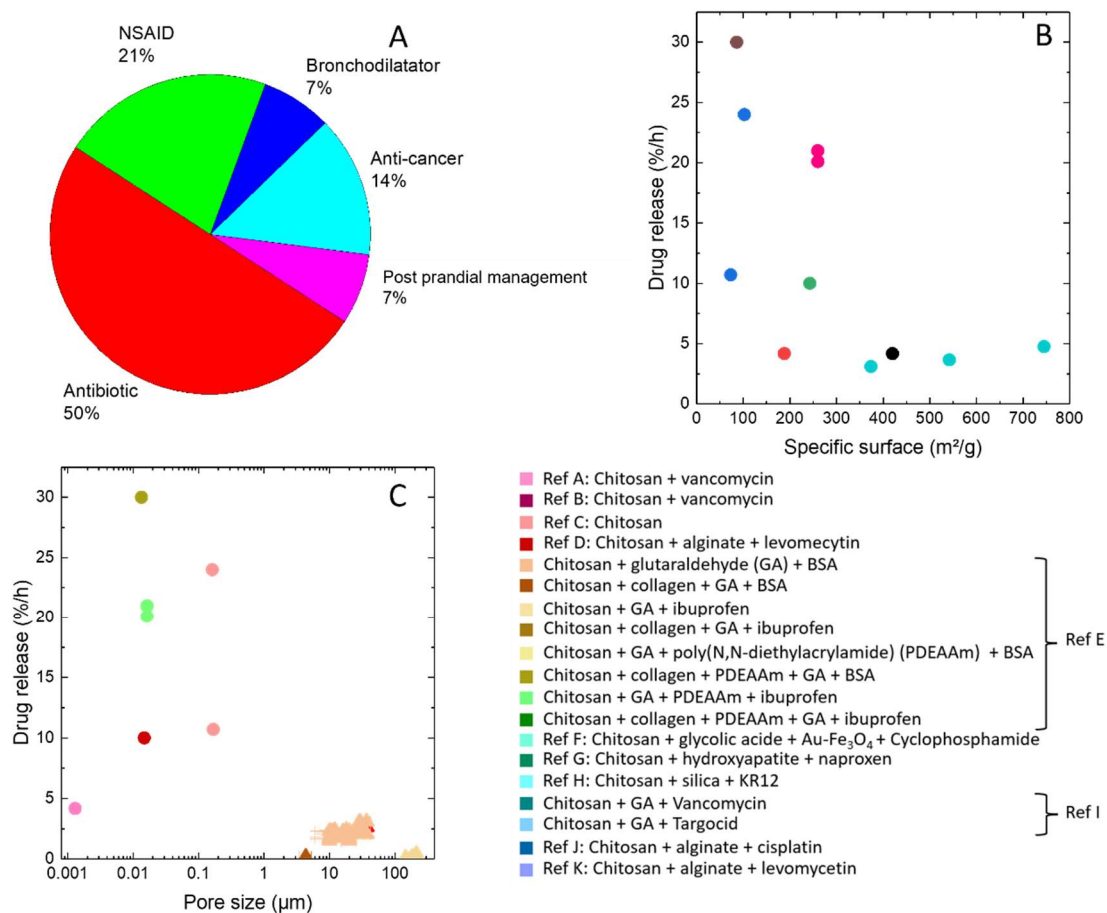 A
NSAID
21%
Bronchodilatator
7%
Anti-cancer
14%
Post prandial management
7%
Antibiotic
50%
B
Drug release (%/h)
30
25
20
15
10
5
0
0 100 200 300 400 500 600 700 800
Specific surface (m²/g)
C
Drug release (%/h)
30
25
20
15
10
5
0
0.001 0.01 0.1 1 10 100
Pore size (µm)
Ref A: Chitosan + vancomycin
Ref B: Chitosan + vancomycin
Ref C: Chitosan
Ref D: Chitosan + alginate + levomecytin
Chitosan + glutaraldehyde (GA) + BSA
Chitosan + collagen + GA + BSA
Chitosan + GA + ibuprofen
Chitosan + collagen + GA + ibuprofen
Chitosan + GA + poly(N,N-diethylacrylamide) (PDEAAm) + BSA
Chitosan + collagen + PDEAAm + GA + BSA
Chitosan + GA + PDEAAm + ibuprofen
Chitosan + collagen + PDEAAm + GA + ibuprofen
Ref E
Ref F: Chitosan + glycolic acide + Au-Fe₃O₄ + Cyclophosphamide
Ref G: Chitosan + hydroxyapatite + naproxen
Ref H: Chitosan + silica + KR12
Chitosan + GA + Vancomycin
Chitosan + GA + Targocid
Ref I
Ref J: Chitosan + alginate + cisplatin
Ref K: Chitosan + alginate + levomycetin